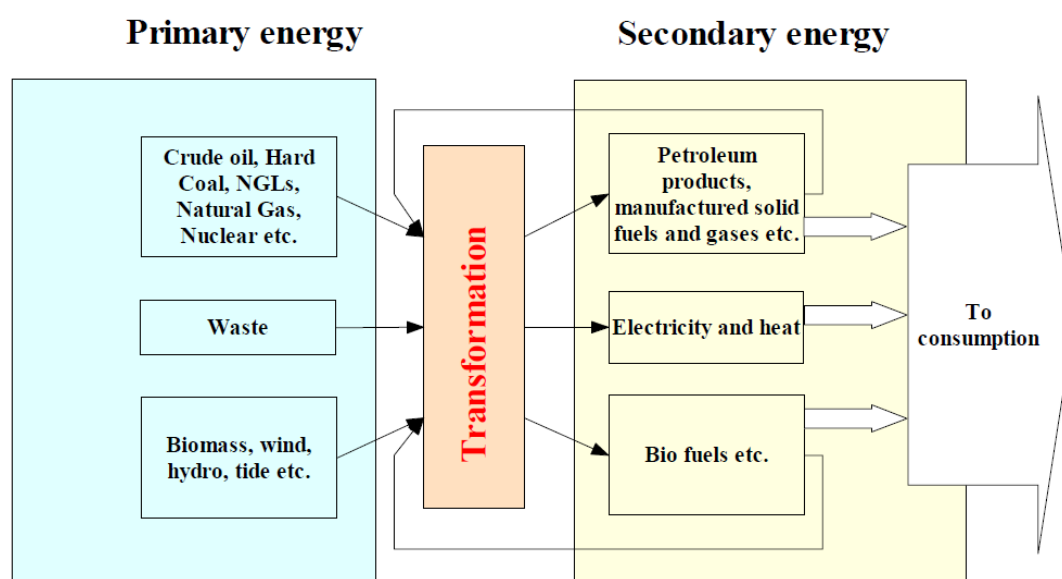 Primary energy
Secondary energy
Crude oil, Hard
Coal, NGLs,
Natural Gas,
Nuclear etc.
Waste
Biomass, wind,
hydro, tide etc.
Transformation
Petroleum
products,
manufactured solid
fuels and gases etc.
Electricity and heat
Bio fuels etc.
To
consumption